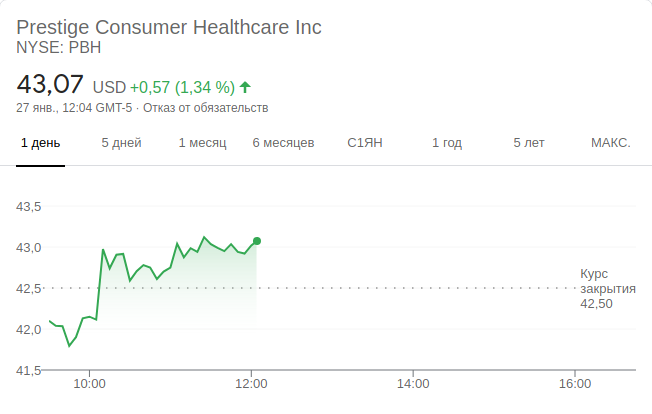 Prestige Consumer Healthcare Inc
NYSE: PBH
43,07 USD +0,57 (1,34 %)
27 янв., 12:04 GMT-5 · Отказ от обязательств
1 день 5 дней 1 месяц 6 месяцев С1ЯН 1 год 5 лет МАКС.
43,5
43,0
42,5
42,0
41,5
Курс
закрытия
42,50
10:00 12:00 14:00 16:00